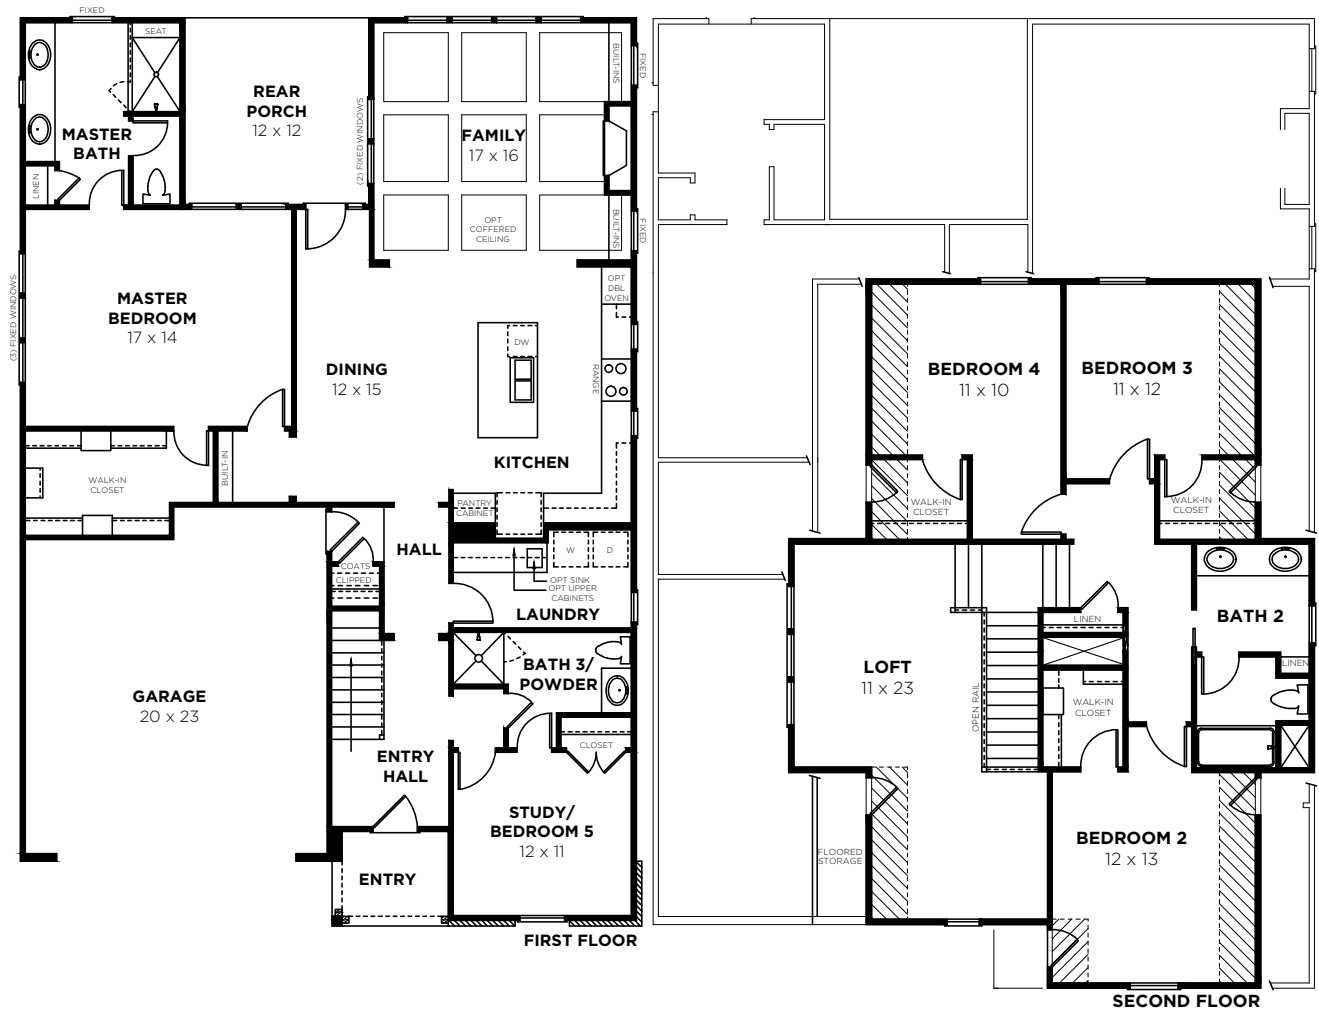 FIXED
SEAT
MASTER
BATH
LINEN
REAR
PORCH
12 x 12
(2) FIXED WINDOWS
FAMILY
17 x 16
BUILT-INS
FIXED
OPT
COFFERED
CEILING
BUILT-INS
FIXED
(3) FIXED WINDOWS
MASTER
BEDROOM
17 x 14
DINING
12 x 15
OPT
DBL
OVEN
DW
RANGE
KITCHEN
PANTRY
CABINET
WALK-IN
CLOSET
BUILT-IN
HALL
COATS
CLIPPED
W
D
OPT SINK
OPT UPPER
CABINETS
LAUNDRY
BATH 3/
POWDER
CLOSET
GARAGE
20 x 23
ENTRY
HALL
STUDY/
BEDROOM 5
12 x 11
ENTRY
FIRST FLOOR
BEDROOM 4
11 x 10
BEDROOM 3
11 x 12
WALK-IN
CLOSET
WALK-IN
CLOSET
LOFT
11 x 23
OPEN RAIL
LINEN
WALK-IN
CLOSET
BATH 2
LINEN
FLOORED
STORAGE
BEDROOM 2
12 x 13
SECOND FLOOR